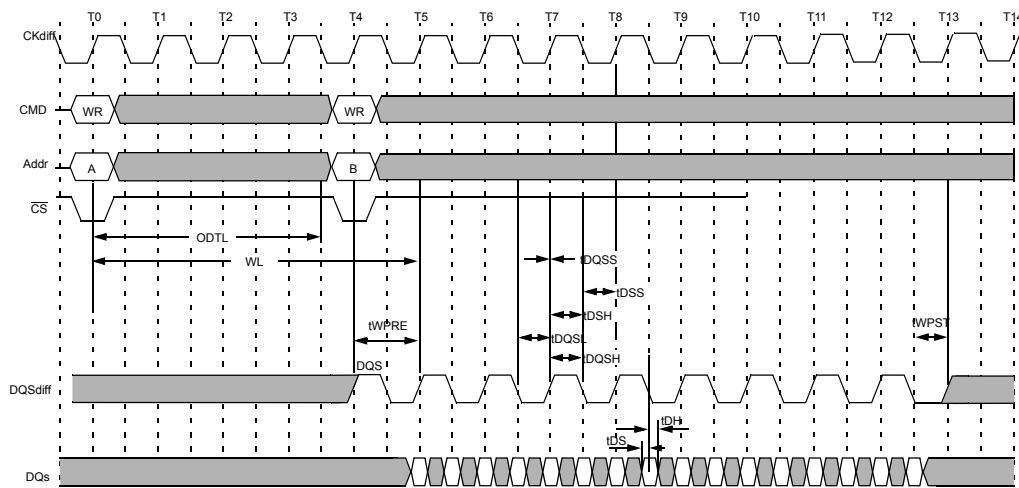 T0 T1 T2 T3 T4 T5 T6 T7 T8 T9 T10 T11 T12 T13 T14
CKdiff
CMD WR WR
Addr A B
CS
ODTL
WL tDQSS
tDSS
tDSH
tWPRE tDQSL tWPST
DQS tDQSH
DQSdiff
tDH
tDS
DQs